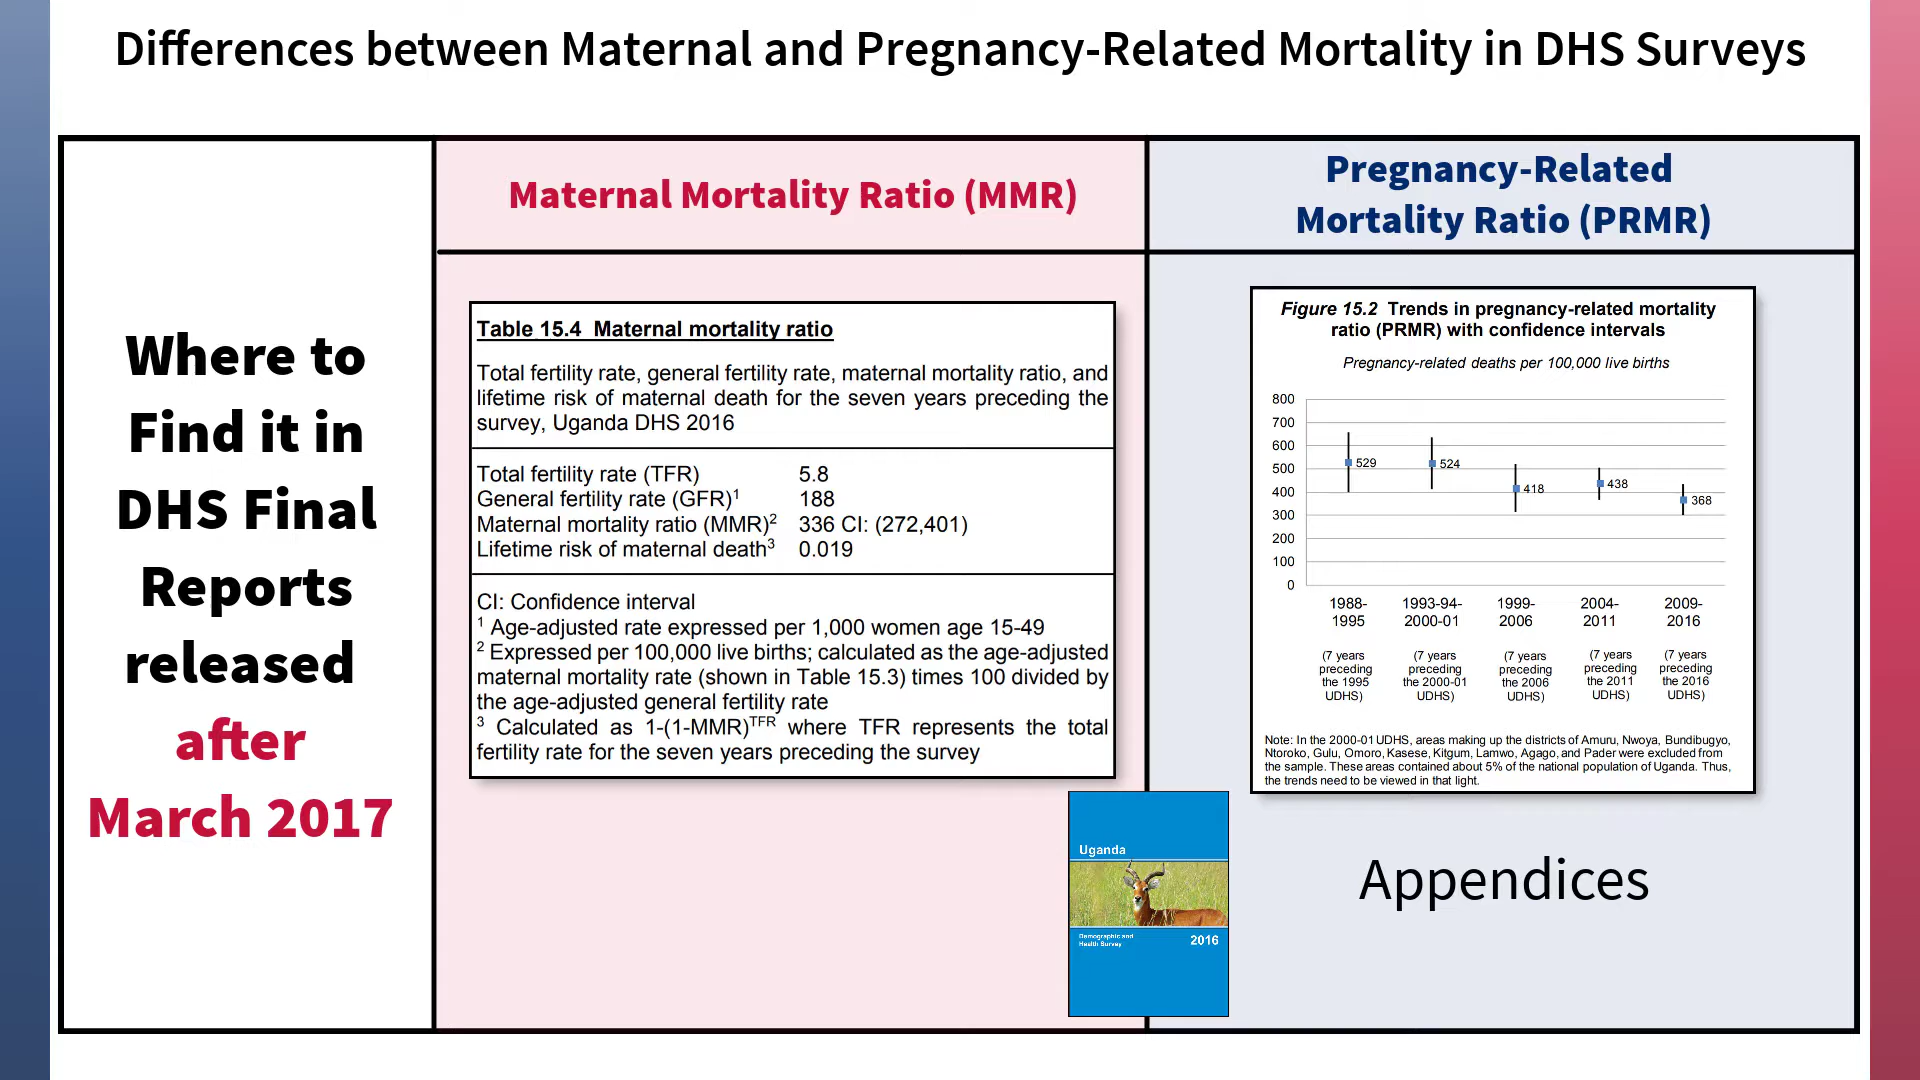 Differences between Maternal and Pregnancy-Related Mortality in DHS Surveys
Where to
Find it in
DHS Final
Reports
released
after
March 2017
Maternal Mortality Ratio (MMR)
Table 15.4 Maternal mortality ratio
Total fertility rate, general fertility rate, maternal mortality ratio, and
lifetime risk of maternal death for the seven years preceding the
survey, Uganda DHS 2016
Total fertility rate (TFR) 5.8
General fertility rate (GFR)¹ 188
Maternal mortality ratio (MMR)² 336 CI: (272,401)
Lifetime risk of maternal death³ 0.019
CI: Confidence interval
¹ Age-adjusted rate expressed per 1,000 women age 15-49
² Expressed per 100,000 live births; calculated as the age-adjusted
maternal mortality rate (shown in Table 15.3) times 100 divided by
the age-adjusted general fertility rate
³ Calculated as 1-(1-MMR)ᵀᶠᴿ where TFR represents the total
fertility rate for the seven years preceding the survey
Pregnancy-Related
Mortality Ratio (PRMR)
Figure 15.2 Trends in pregnancy-related mortality
ratio (PRMR) with confidence intervals
Pregnancy-related deaths per 100,000 live births
800
700
600
500
400
300
200
100
0
529
524
418
438
368
1988- 1993-94- 1999- 2004- 2009-
1995 2000-01 2006 2011 2016
(7 years (7 years (7 years (7 years (7 years
preceding preceding preceding preceding preceding
the 1995 the 2000-01 the 2006 the 2011 the 2016
UDHS) UDHS) UDHS) UDHS) UDHS)
Note: In the 2000-01 UDHS, areas making up the districts of Amuru, Nwoya, Bundibugyo,
Ntoroko, Gulu, Omoro, Kasese, Kitgum, Lamwo, Agago, and Pader were excluded from
the sample. These areas contained about 5% of the national population of Uganda. Thus,
the trends need to be viewed in that light.
Appendices
Uganda
Demographic and
Health Survey
2016